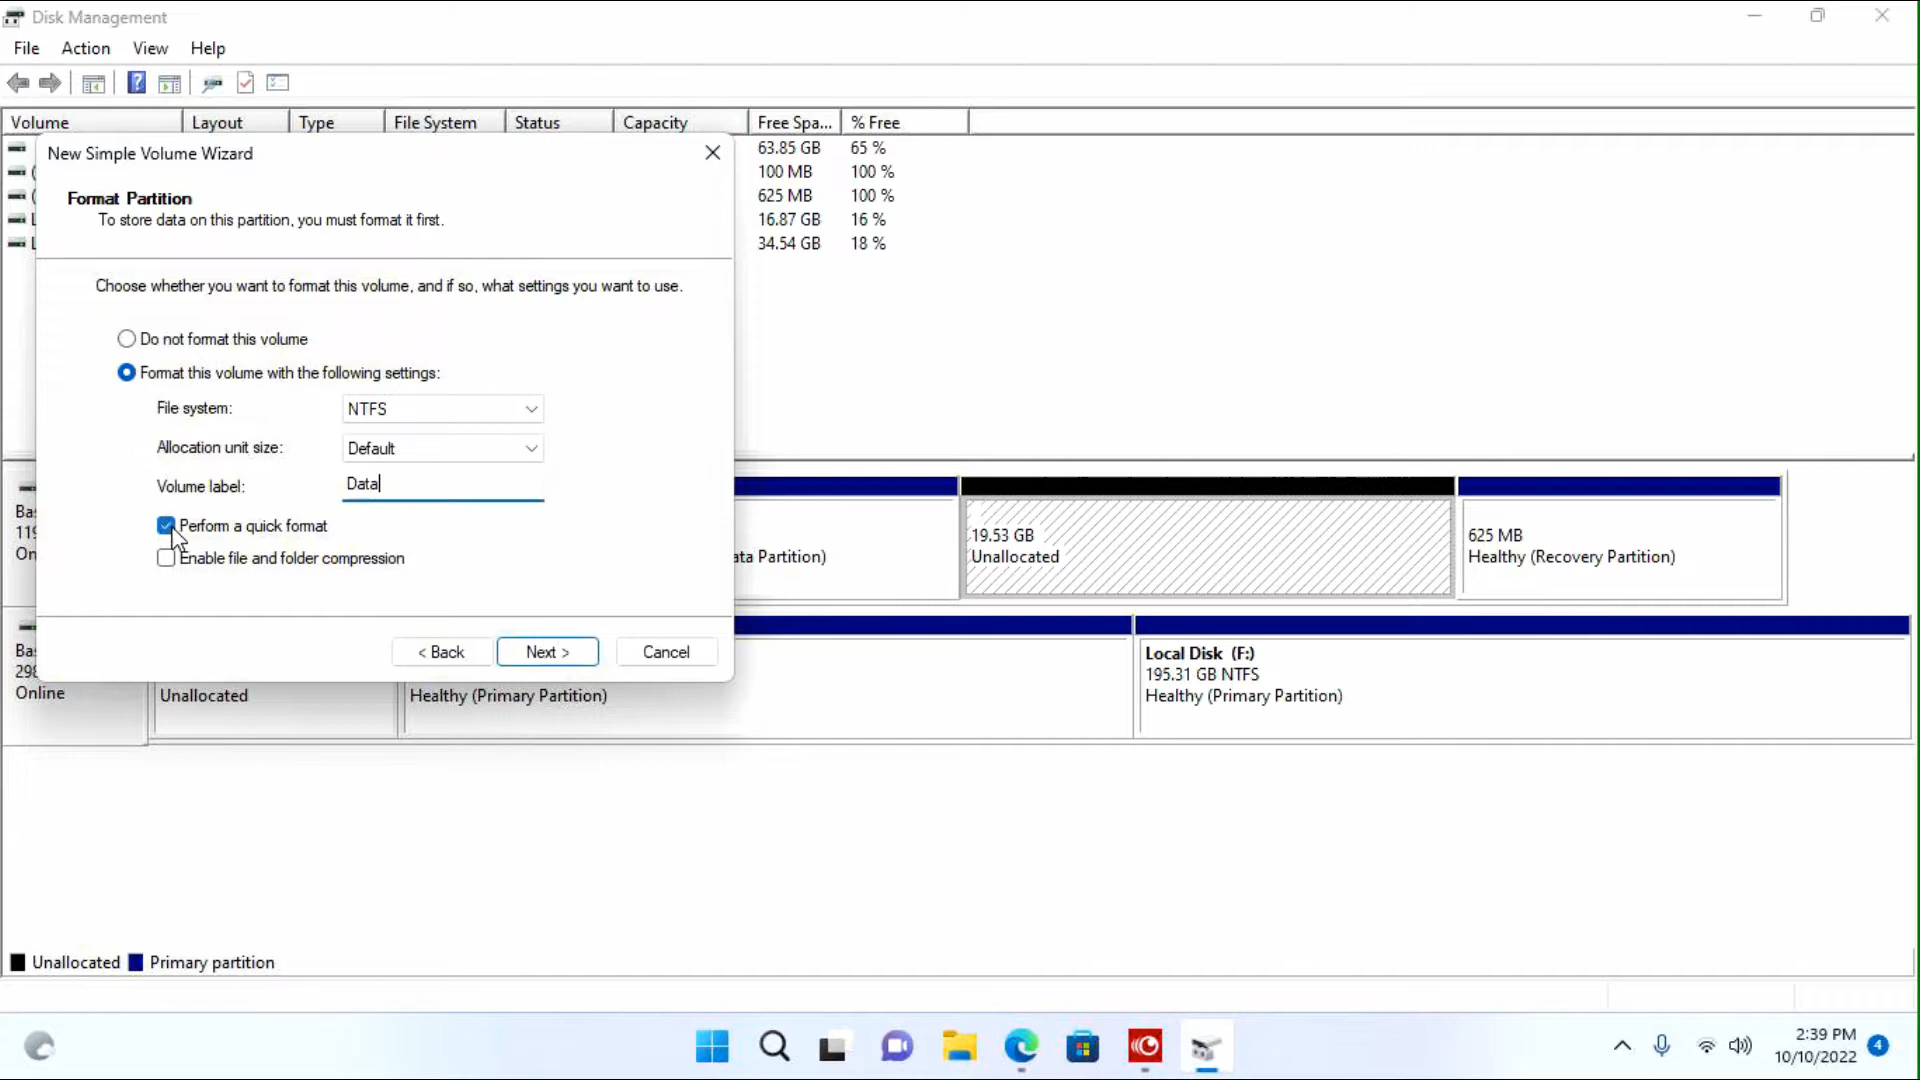 Disk Management
File Action View Help
Volume Layout Type File System Status Capacity Free Spa... % Free
63.85 GB 65 %
( 100 MB 100 %
( 625 MB 100 %
L 16.87 GB 16 %
L 34.54 GB 18 %
New Simple Volume Wizard
Format Partition
To store data on this partition, you must format it first.
Choose whether you want to format this volume, and if so, what settings you want to use.
Do not format this volume
Format this volume with the following settings:
File system: NTFS
Allocation unit size: Default
Volume label: Data
Perform a quick format
Enable file and folder compression
< Back Next > Cancel
Bas
119
On
ata Partition)
19.53 GB
Unallocated
625 MB
Healthy (Recovery Partition)
Bas
298
Online
Unallocated
Healthy (Primary Partition)
Local Disk (F:)
195.31 GB NTFS
Healthy (Primary Partition)
Unallocated Primary partition
2:39 PM
10/10/2022
4